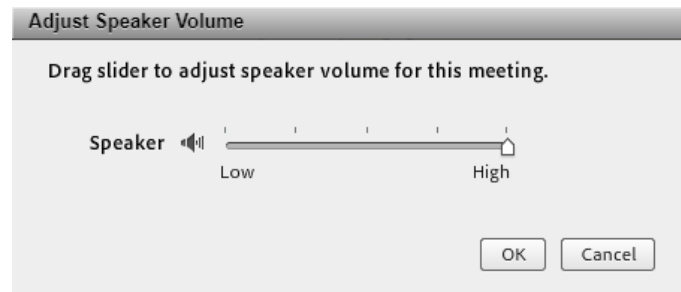 Adjust Speaker Volume
Drag slider to adjust speaker volume for this meeting.
Speaker
Low High
OK Cancel